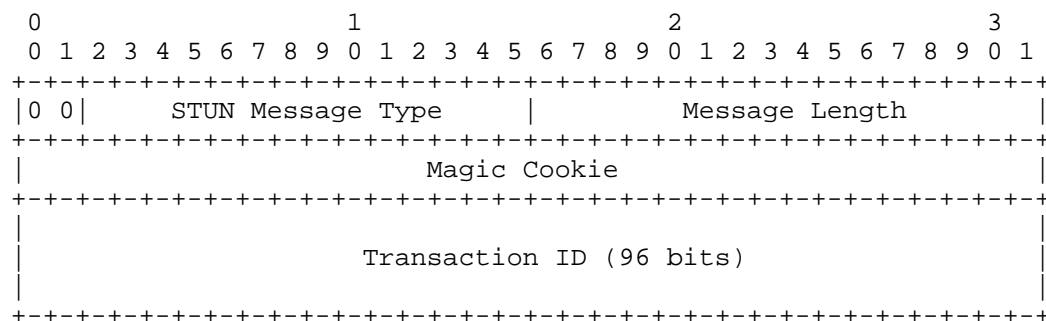 0                   1                   2                   3
 0 1 2 3 4 5 6 7 8 9 0 1 2 3 4 5 6 7 8 9 0 1 2 3 4 5 6 7 8 9 0 1
+-+-+-+-+-+-+-+-+-+-+-+-+-+-+-+-+-+-+-+-+-+-+-+-+-+-+-+-+-+-+-+-+
|0 0|     STUN Message Type     |         Message Length        |
+-+-+-+-+-+-+-+-+-+-+-+-+-+-+-+-+-+-+-+-+-+-+-+-+-+-+-+-+-+-+-+-+
|                         Magic Cookie                          |
+-+-+-+-+-+-+-+-+-+-+-+-+-+-+-+-+-+-+-+-+-+-+-+-+-+-+-+-+-+-+-+-+
|                                                               |
|                     Transaction ID (96 bits)                  |
|                                                               |
+-+-+-+-+-+-+-+-+-+-+-+-+-+-+-+-+-+-+-+-+-+-+-+-+-+-+-+-+-+-+-+-+